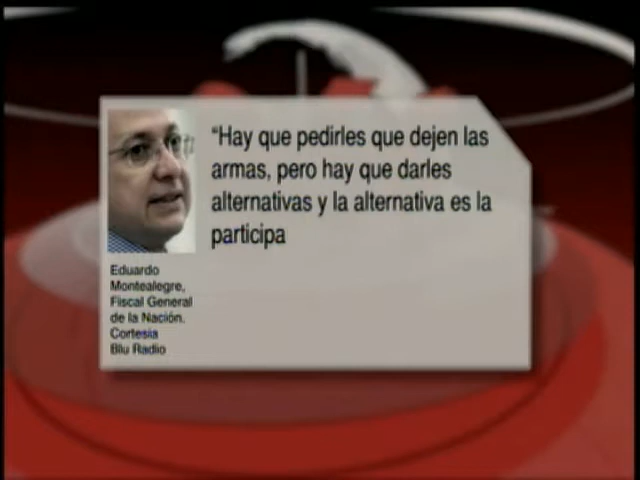 “Hay que pedirles que dejen las
armas, pero hay que darles
alternativas y la alternativa es la
participa
Eduardo
Montealegre,
Fiscal General
de la Nación.
Cortesía
Blu Radio